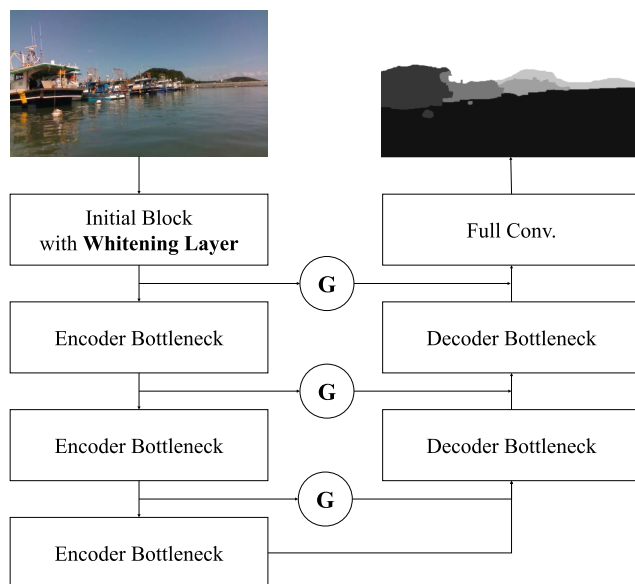 Initial Block
with Whitening Layer
Full Conv.
G
Encoder Bottleneck
Decoder Bottleneck
G
Encoder Bottleneck
Decoder Bottleneck
G
Encoder Bottleneck